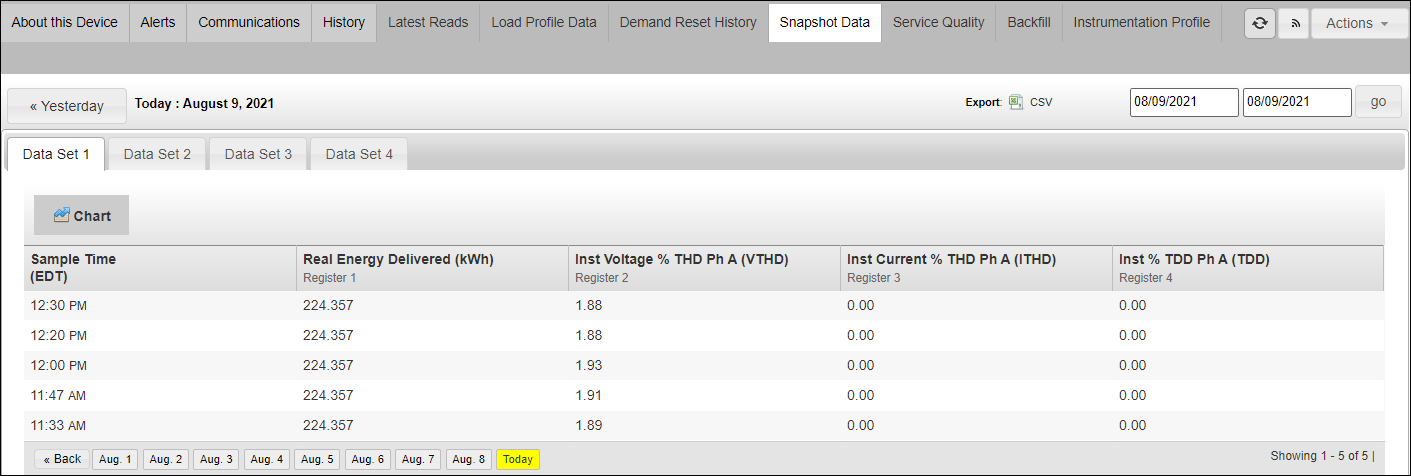 About this Device Alerts Communications History Latest Reads Load Profile Data Demand Reset History Snapshot Data Service Quality Backfill Instrumentation Profile Actions
« Yesterday Today : August 9, 2021 Export: CSV 08/09/2021 08/09/2021 go
Data Set 1 Data Set 2 Data Set 3 Data Set 4
Chart
Sample Time Real Energy Delivered (kWh) Inst Voltage % THD Ph A (VTHD) Inst Current % THD Ph A (ITHD) Inst % TDD Ph A (TDD)
(EDT) Register 1 Register 2 Register 3 Register 4
12:30 PM 224.357 1.88 0.00 0.00
12:20 PM 224.357 1.88 0.00 0.00
12:00 PM 224.357 1.93 0.00 0.00
11:47 AM 224.357 1.91 0.00 0.00
11:33 AM 224.357 1.89 0.00 0.00
« Back Aug. 1 Aug. 2 Aug. 3 Aug. 4 Aug. 5 Aug. 6 Aug. 7 Aug. 8 Today Showing 1 - 5 of 5 |